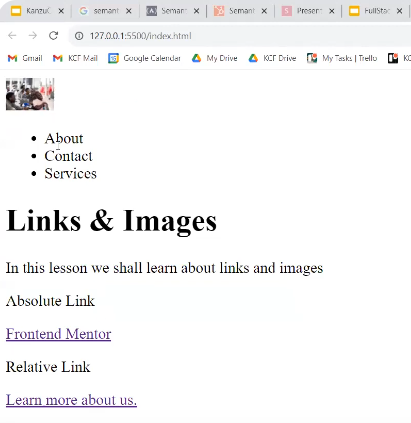 KanzuC
semant
Semant
Semant
Present
FullSta
127.0.0.1:5500/index.html
Gmail KCF Mail Google Calendar My Drive KCF Drive My Tasks | Trello KC
About
Contact
Services
Links & Images
In this lesson we shall learn about links and images
Absolute Link
Frontend Mentor
Relative Link
Learn more about us.